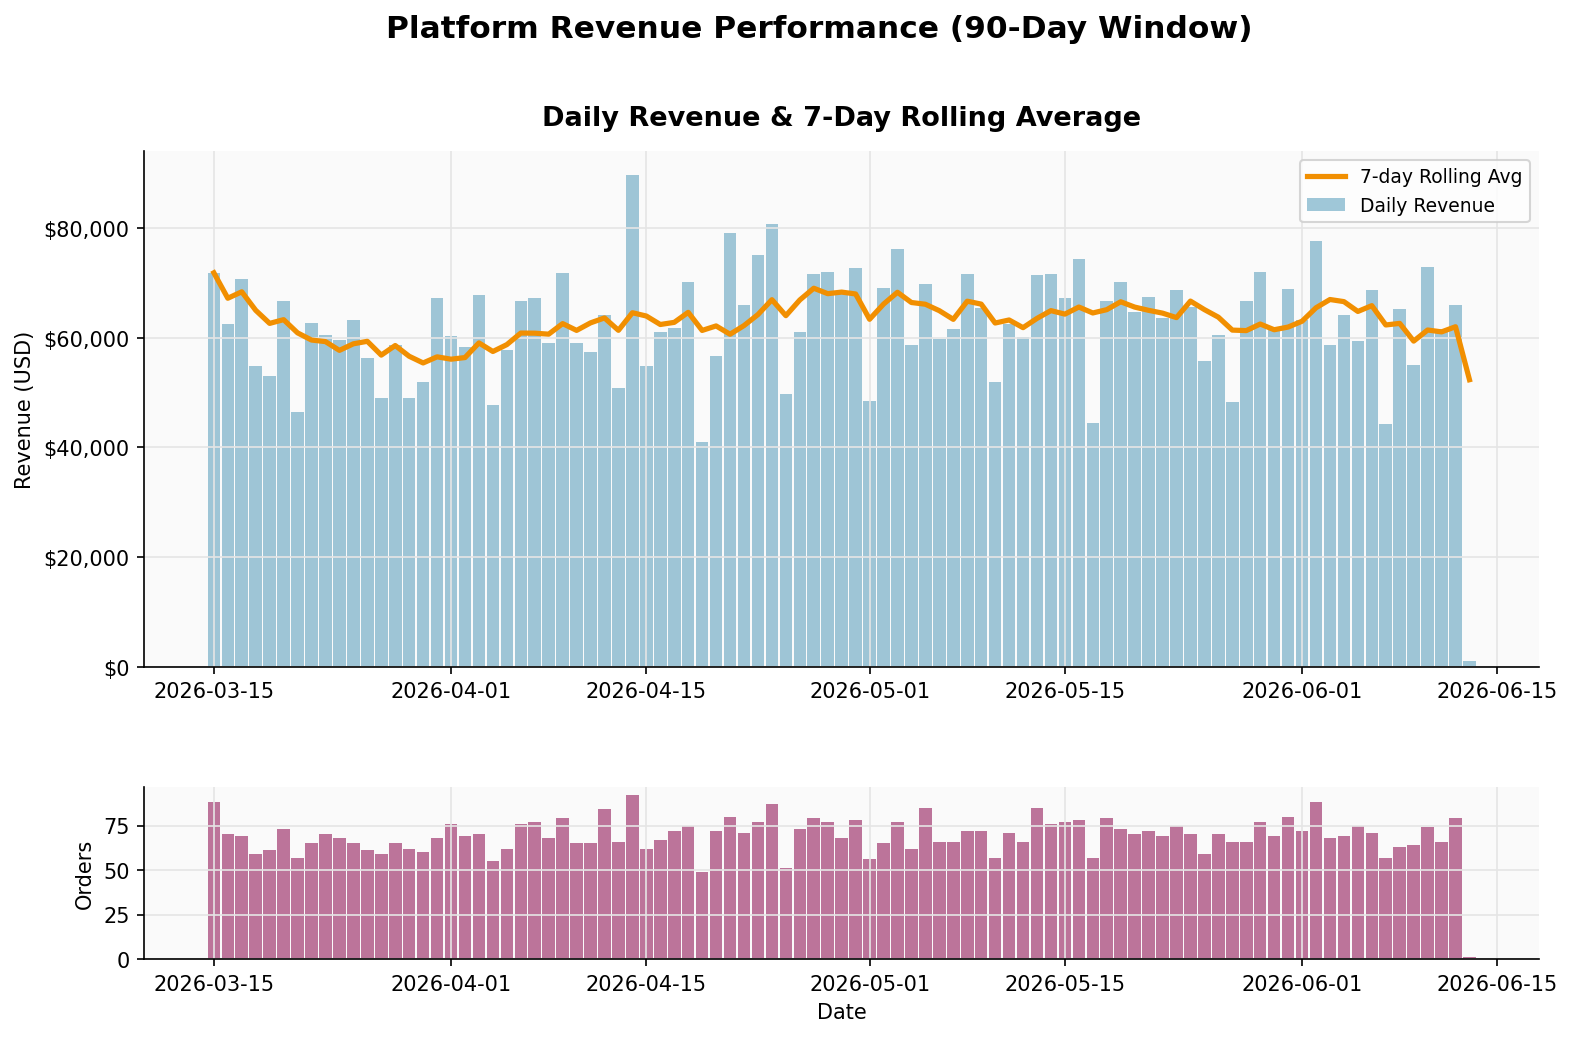 Platform Revenue Performance (90-Day Window)
Daily Revenue & 7-Day Rolling Average
7-day Rolling Avg
Daily Revenue
Revenue (USD)
$80,000
$60,000
$40,000
$20,000
$0
2026-03-15 2026-04-01 2026-04-15 2026-05-01 2026-05-15 2026-06-01 2026-06-15
Orders
75
50
25
0
2026-03-15 2026-04-01 2026-04-15 2026-05-01 2026-05-15 2026-06-01 2026-06-15
Date